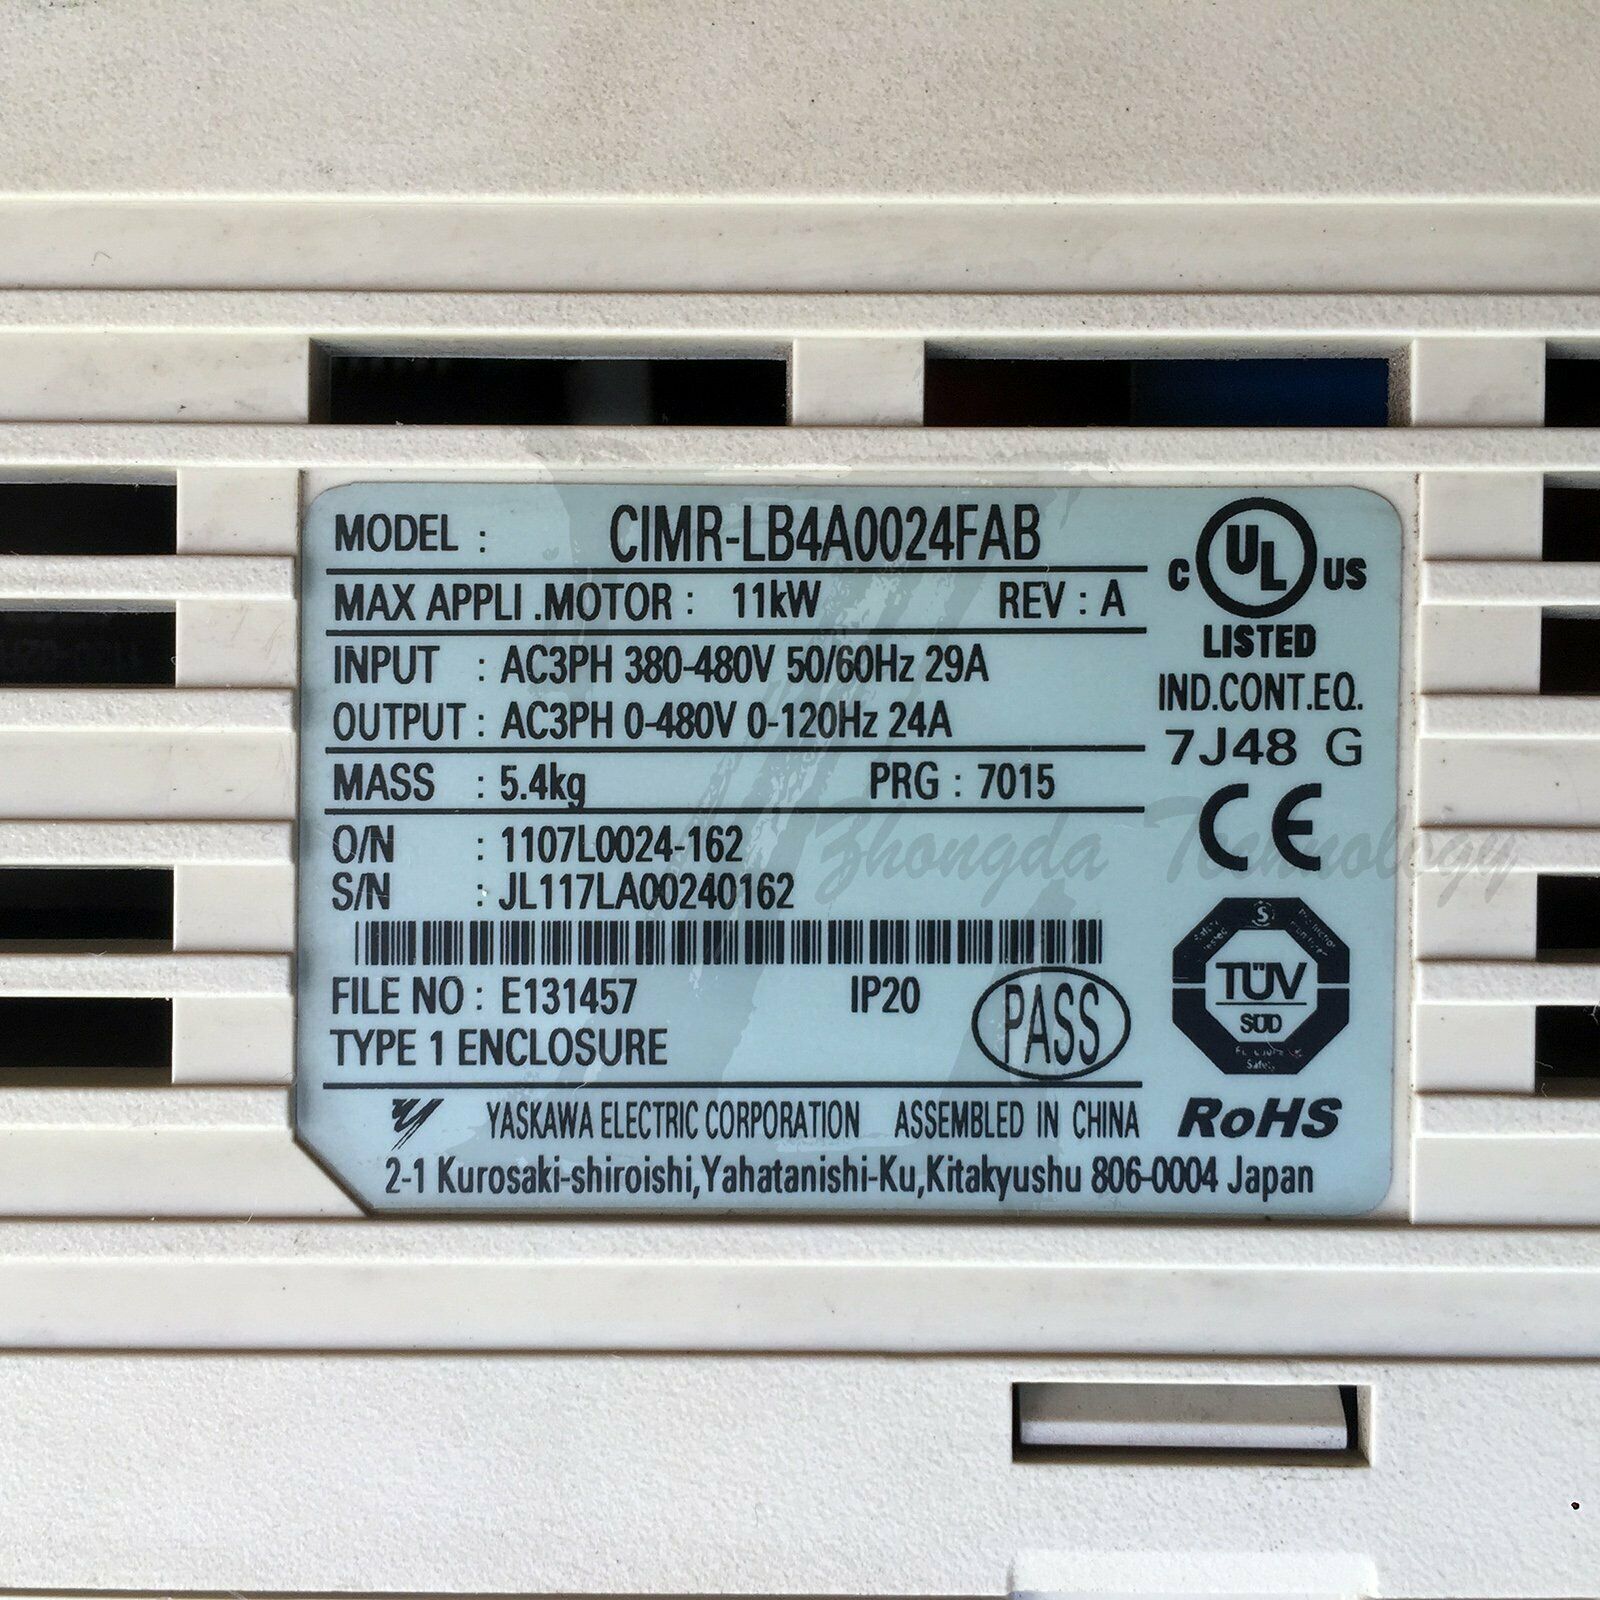 MODEL : CIMR-LB4A0024FAB
MAX APPLI .MOTOR : 11kW REV : A
INPUT : AC3PH 380-480V 50/60Hz 29A
OUTPUT : AC3PH 0-480V 0-120Hz 24A
MASS : 5.4kg PRG : 7015
O/N : 1107L0024-162
S/N : JL117LA00240162
FILE NO : E131457 IP20 PASS
TYPE 1 ENCLOSURE
YASKAWA ELECTRIC CORPORATION ASSEMBLED IN CHINA
2-1 Kurosaki-shiroishi,Yahatanishi-Ku,Kitakyushu 806-0004 Japan
C UL US
LISTED
IND.CONT.EQ.
7J48 G
CE
S
TÜV
SÜD
Safety
RoHS
Zhongda Technology